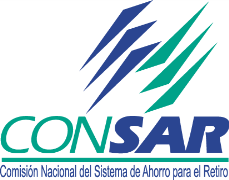 CONSAR
Comisión Nacional del Sistema de Ahorro para el Retiro